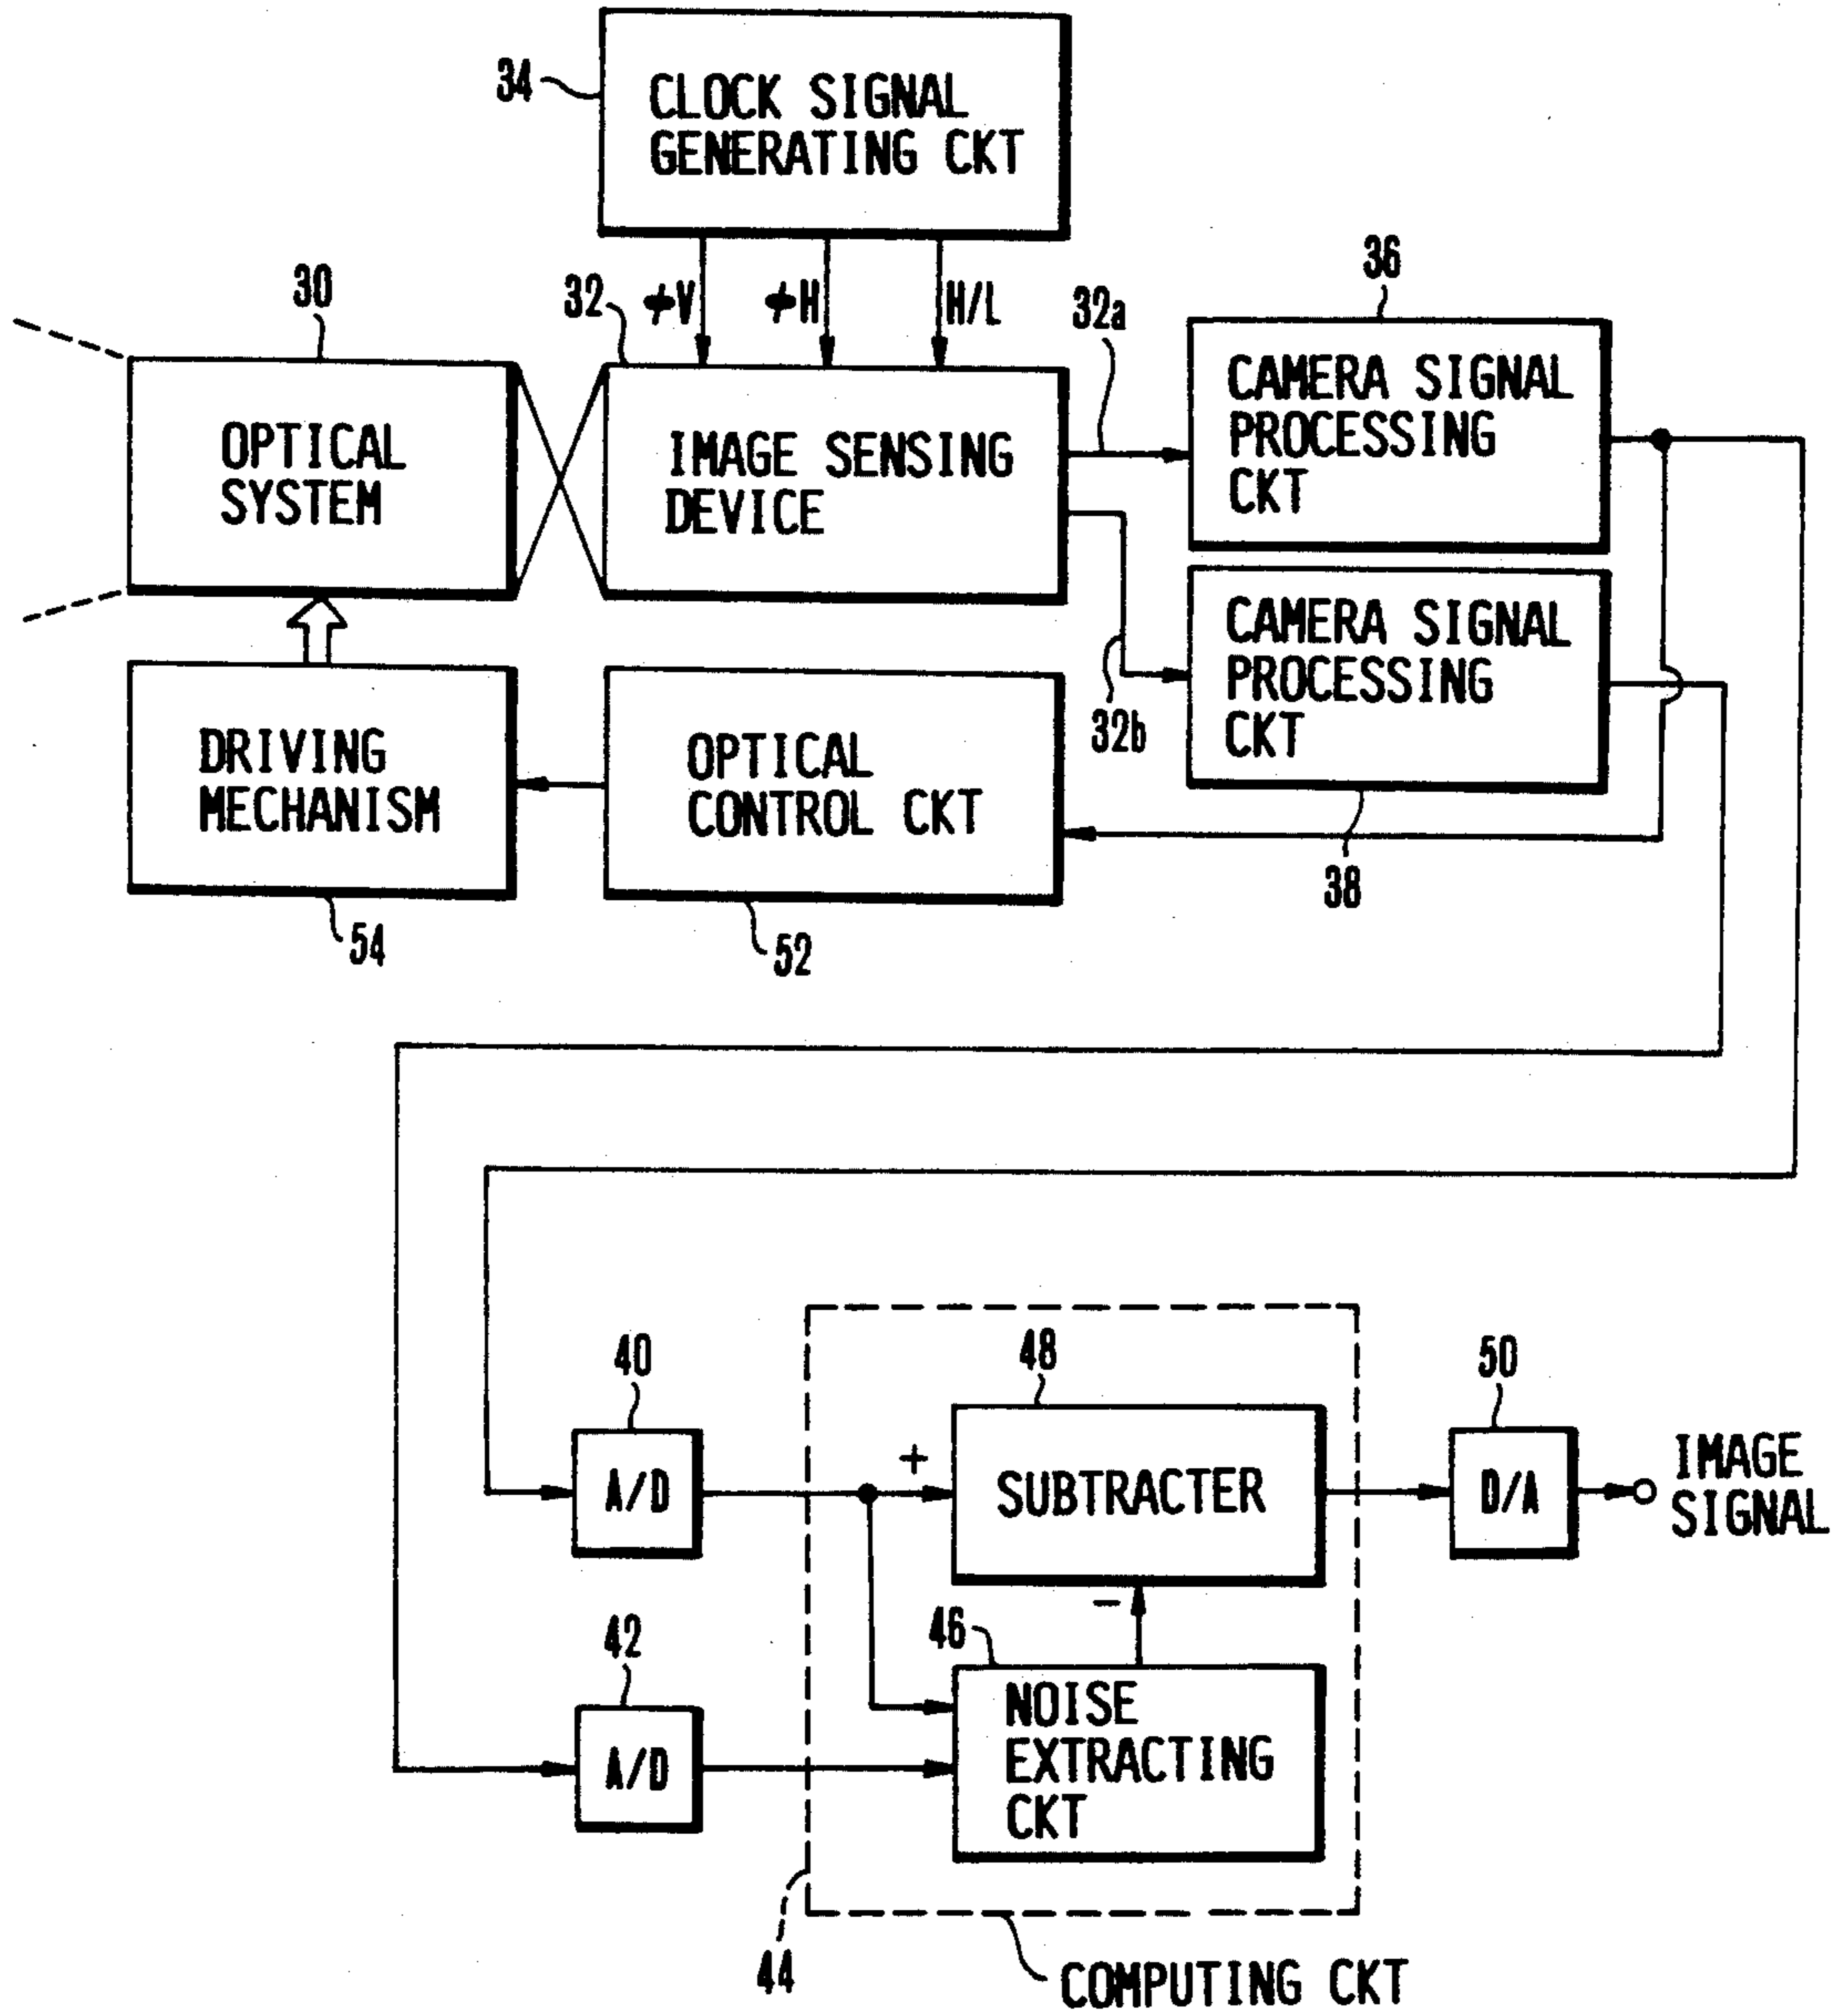 34
CLOCK SIGNAL
GENERATING CKT
30
32
φV
φH
H/L
32a
36
OPTICAL
SYSTEM
IMAGE SENSING
DEVICE
CAMERA SIGNAL
PROCESSING
CKT
CAMERA SIGNAL
PROCESSING
CKT
32b
DRIVING
MECHANISM
OPTICAL
CONTROL CKT
38
54
52
40
48
50
A/D
+
SUBTRACTER
D/A
IMAGE
SIGNAL
−
42
46
A/D
NOISE
EXTRACTING
CKT
44
COMPUTING CKT